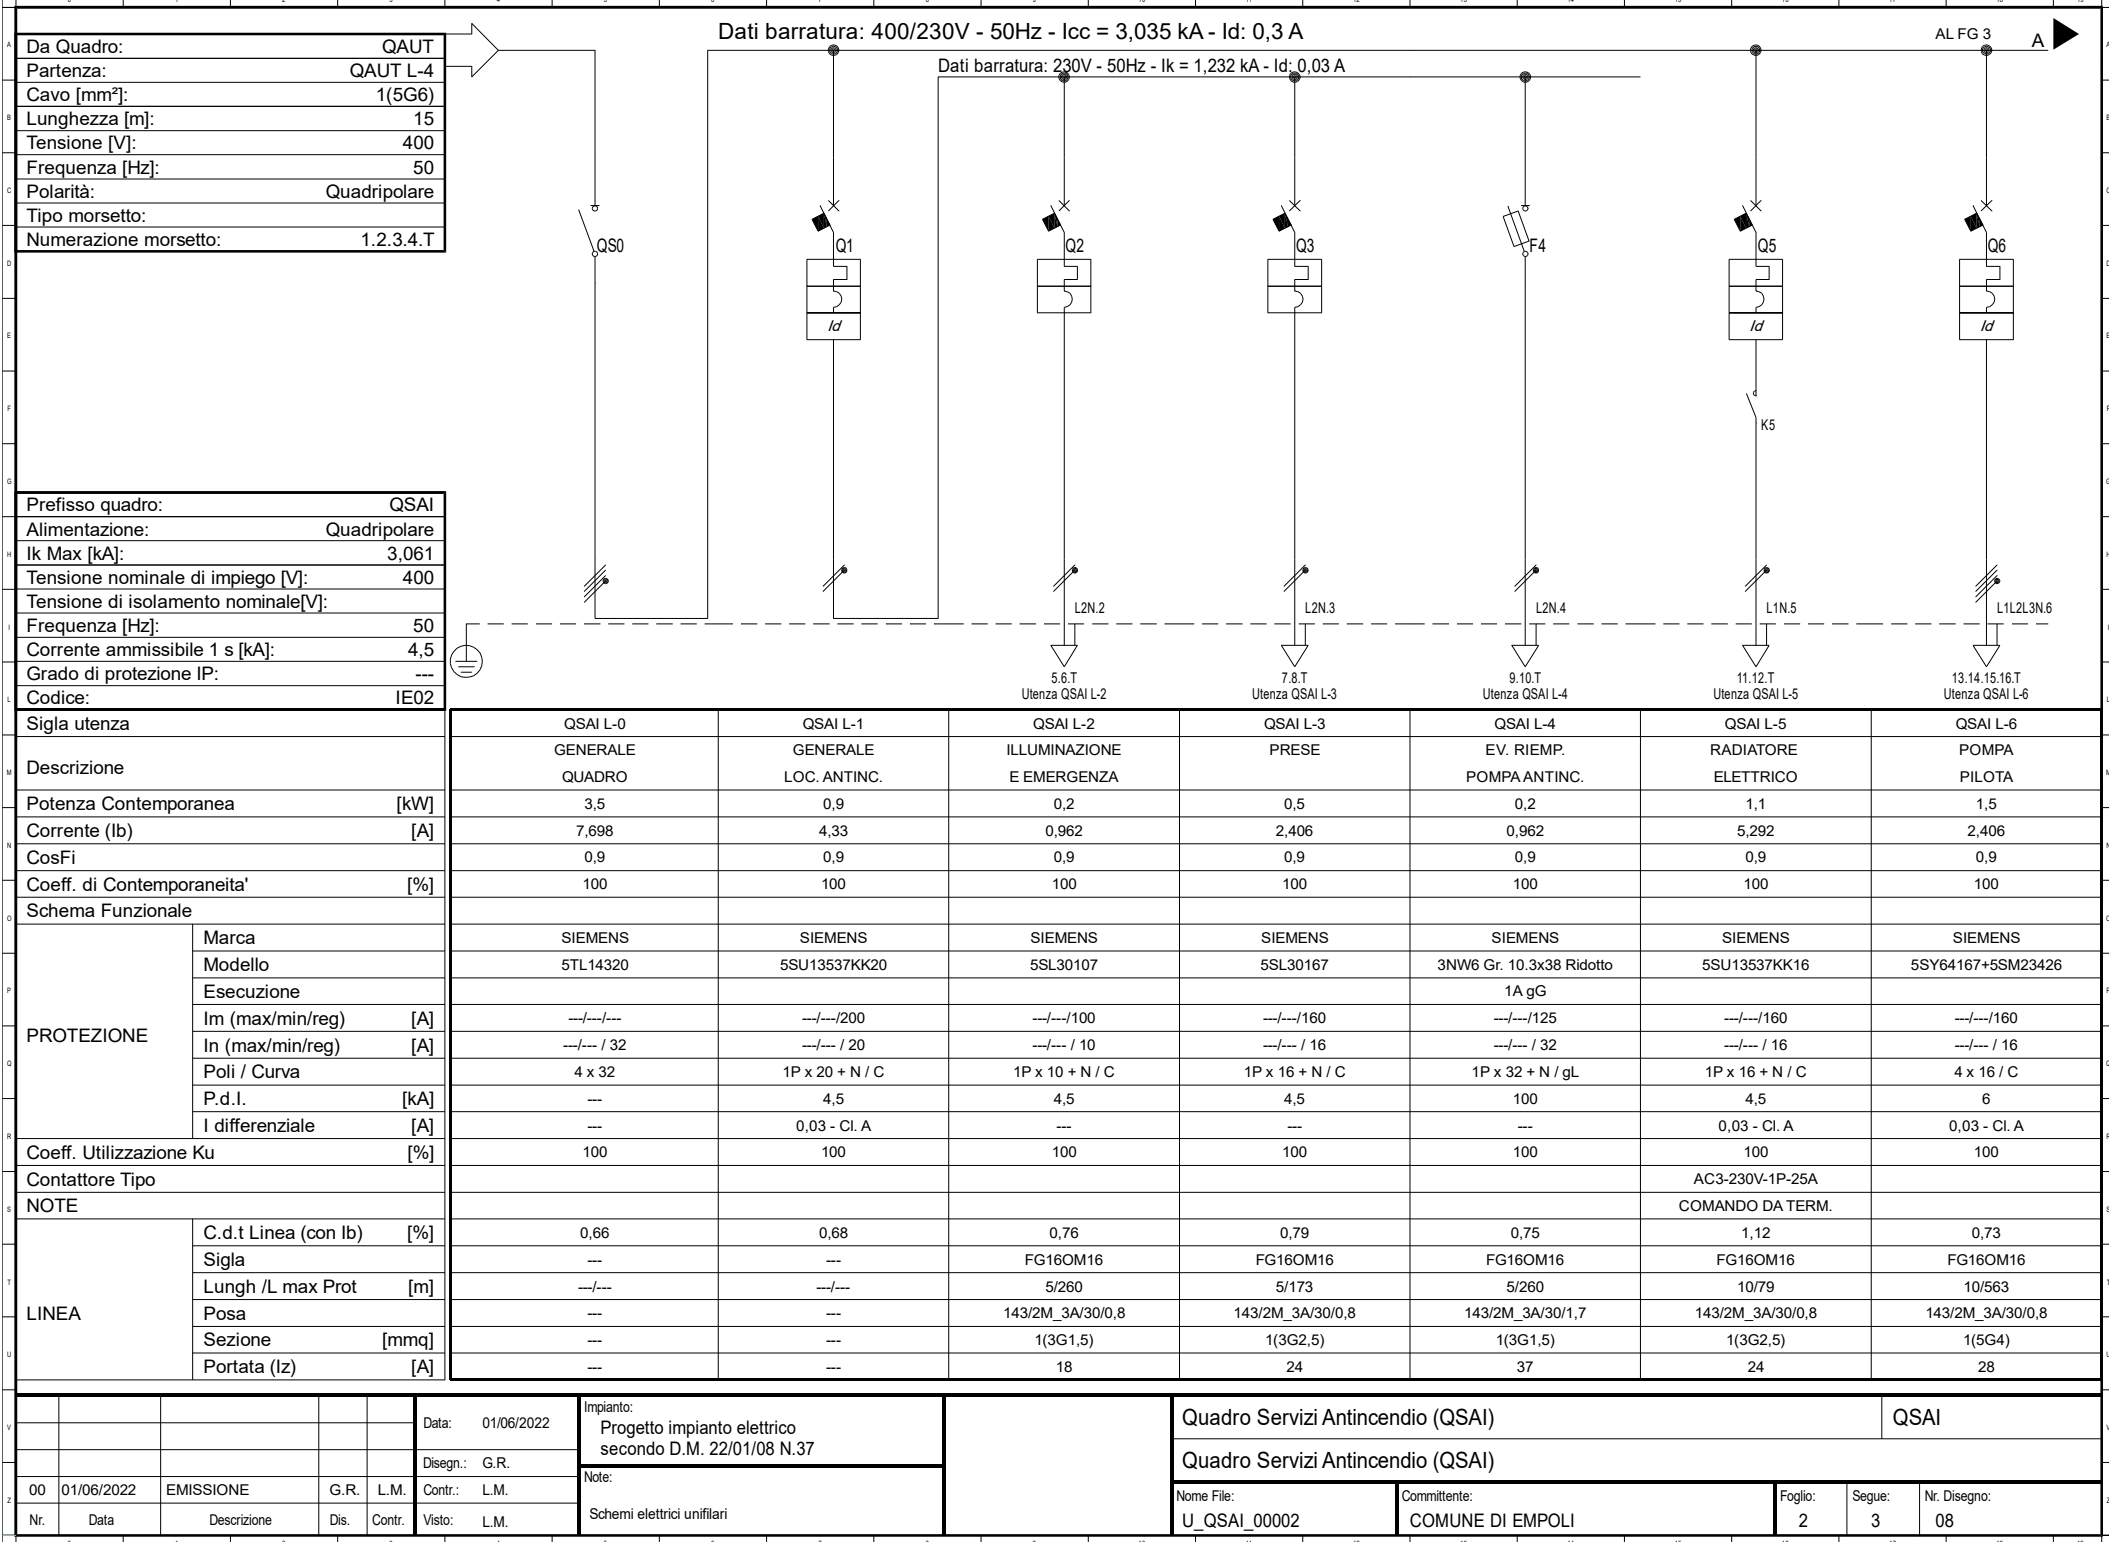 Dati barratura: 400/230V - 50Hz - Icc = 3,035 kA - Id: 0,3 A
AL FG 3 A
Dati barratura: 230V - 50Hz - Ik = 1,232 kA - Id: 0,03 A
Da Quadro: QAUT
Partenza: QAUT L-4
Cavo [mm²]: 1(5G6)
Lunghezza [m]: 15
Tensione [V]: 400
Frequenza [Hz]: 50
Polarità: Quadripolare
Tipo morsetto:
Numerazione morsetto: 1.2.3.4.T
QS0 Q1 Q2 Q3 F4 Q5 Q6
Id Id Id
K5
Prefisso quadro: QSAI
Alimentazione: Quadripolare
Ik Max [kA]: 3,061
Tensione nominale di impiego [V]: 400
Tensione di isolamento nominale[V]:
Frequenza [Hz]: 50
Corrente ammissibile 1 s [kA]: 4,5
Grado di protezione IP: ---
Codice: IE02
L2N.2 L2N.3 L2N.4 L1N.5 L1L2L3N.6
5.6.T 7.8.T 9.10.T 11.12.T 13.14.15.16.T
Utenza QSAI L-2 Utenza QSAI L-3 Utenza QSAI L-4 Utenza QSAI L-5 Utenza QSAI L-6
Sigla utenza QSAI L-0 QSAI L-1 QSAI L-2 QSAI L-3 QSAI L-4 QSAI L-5 QSAI L-6
Descrizione
GENERALE GENERALE ILLUMINAZIONE PRESE EV. RIEMP. RADIATORE POMPA
QUADRO LOC. ANTINC. E EMERGENZA POMPA ANTINC. ELETTRICO PILOTA
Potenza Contemporanea [kW] 3,5 0,9 0,2 0,5 0,2 1,1 1,5
Corrente (Ib) [A] 7,698 4,33 0,962 2,406 0,962 5,292 2,406
CosFi 0,9 0,9 0,9 0,9 0,9 0,9 0,9
Coeff. di Contemporaneita' [%] 100 100 100 100 100 100 100
Schema Funzionale
PROTEZIONE
Marca SIEMENS SIEMENS SIEMENS SIEMENS SIEMENS SIEMENS SIEMENS
Modello 5TL14320 5SU13537KK20 5SL30107 5SL30167 3NW6 Gr. 10.3x38 Ridotto 5SU13537KK16 5SY64167+5SM23426
Esecuzione 1A gG
Im (max/min/reg) [A] ---/---/--- ---/---/200 ---/---/100 ---/---/160 ---/---/125 ---/---/160 ---/---/160
In (max/min/reg) [A] ---/--- / 32 ---/--- / 20 ---/--- / 10 ---/--- / 16 ---/--- / 32 ---/--- / 16 ---/--- / 16
Poli / Curva 4 x 32 1P x 20 + N / C 1P x 10 + N / C 1P x 16 + N / C 1P x 32 + N / gL 1P x 16 + N / C 4 x 16 / C
P.d.I. [kA] --- 4,5 4,5 4,5 100 4,5 6
I differenziale [A] --- 0,03 - Cl. A --- --- --- 0,03 - Cl. A 0,03 - Cl. A
Coeff. Utilizzazione Ku [%] 100 100 100 100 100 100 100
Contattore Tipo AC3-230V-1P-25A
NOTE COMANDO DA TERM.
LINEA
C.d.t Linea (con Ib) [%] 0,66 0,68 0,76 0,79 0,75 1,12 0,73
Sigla --- --- FG16OM16 FG16OM16 FG16OM16 FG16OM16 FG16OM16
Lungh /L max Prot [m] ---/--- ---/--- 5/260 5/173 5/260 10/79 10/563
Posa --- --- 143/2M_3A/30/0,8 143/2M_3A/30/0,8 143/2M_3A/30/1,7 143/2M_3A/30/0,8 143/2M_3A/30/0,8
Sezione [mmq] --- --- 1(3G1,5) 1(3G2,5) 1(3G1,5) 1(3G2,5) 1(5G4)
Portata (Iz) [A] --- --- 18 24 37 24 28
00 01/06/2022 EMISSIONE G.R. L.M.
Nr. Data Descrizione Dis. Contr.
Data: 01/06/2022
Disegn.: G.R.
Contr.: L.M.
Visto: L.M.
Impianto:
Progetto impianto elettrico
secondo D.M. 22/01/08 N.37
Note:
Schemi elettrici unifilari
Quadro Servizi Antincendio (QSAI) QSAI
Quadro Servizi Antincendio (QSAI)
Nome File: Committente: Foglio: Segue: Nr. Disegno:
U_QSAI_00002 COMUNE DI EMPOLI 2 3 08